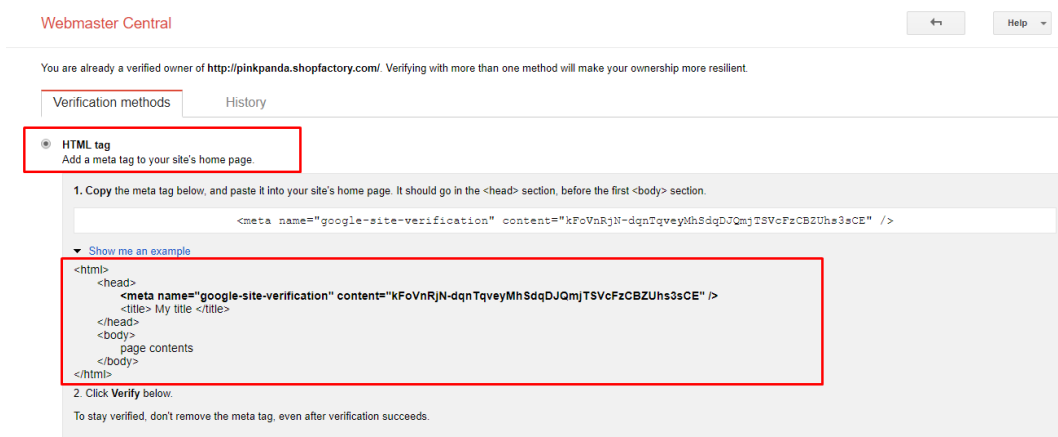 Webmaster Central
Help
You are already a verified owner of http://pinkpanda.shopfactory.com/. Verifying with more than one method will make your ownership more resilient.
Verification methods History
HTML tag
Add a meta tag to your site's home page.
1. Copy the meta tag below, and paste it into your site's home page. It should go in the <head> section, before the first <body> section.
<meta name="google-site-verification" content="kFoVnRjN-dqnTqveyMhSdqDJQmjTSVcFzCBZUhs3sCE" />
Show me an example
<html>
<head>
<meta name="google-site-verification" content="kFoVnRjN-dqnTqveyMhSdqDJQmjTSVcFzCBZUhs3sCE" />
<title> My title </title>
</head>
<body>
page contents
</body>
</html>
2. Click Verify below.
To stay verified, don't remove the meta tag, even after verification succeeds.